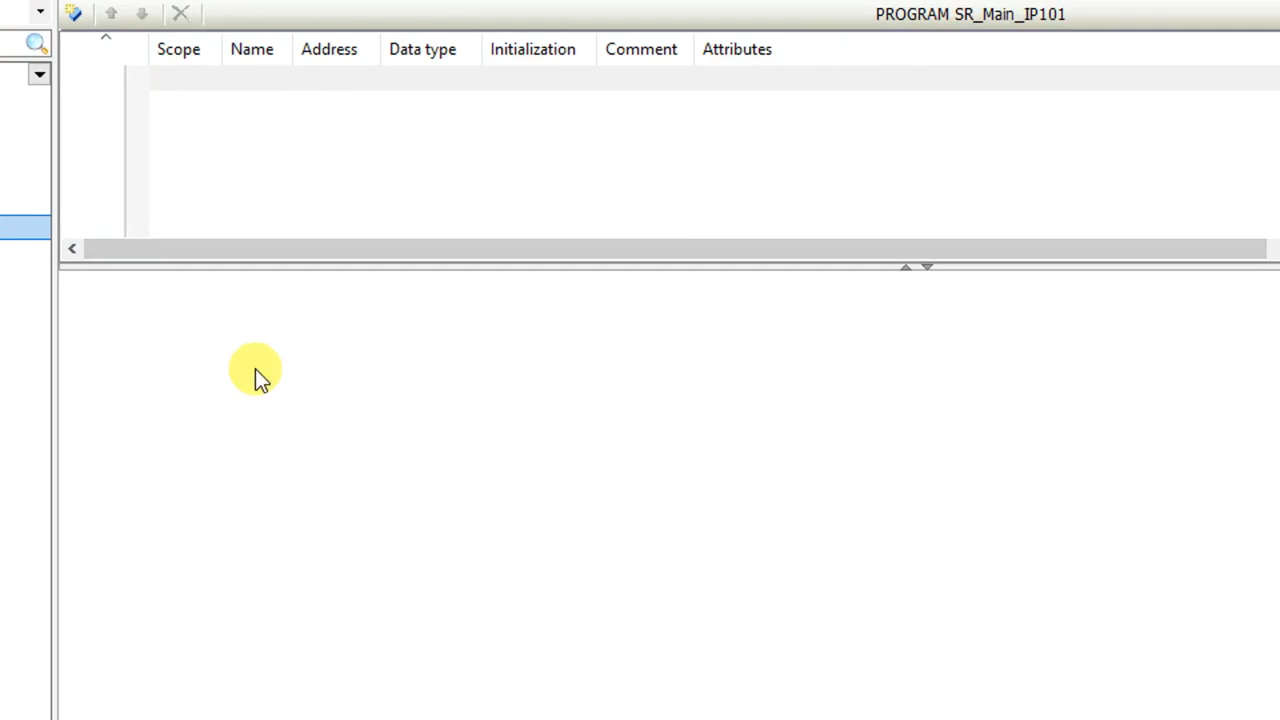 PROGRAM SR_Main_IP101
Scope Name Address Data type Initialization Comment Attributes